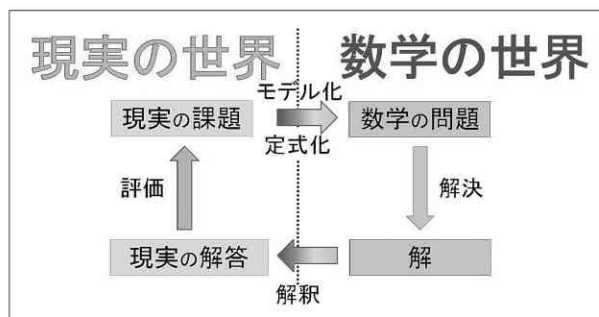 現実の世界
数学の世界
モデル化
現実の課題
数学の問題
定式化
評価
解決
現実の解答
解
解釈